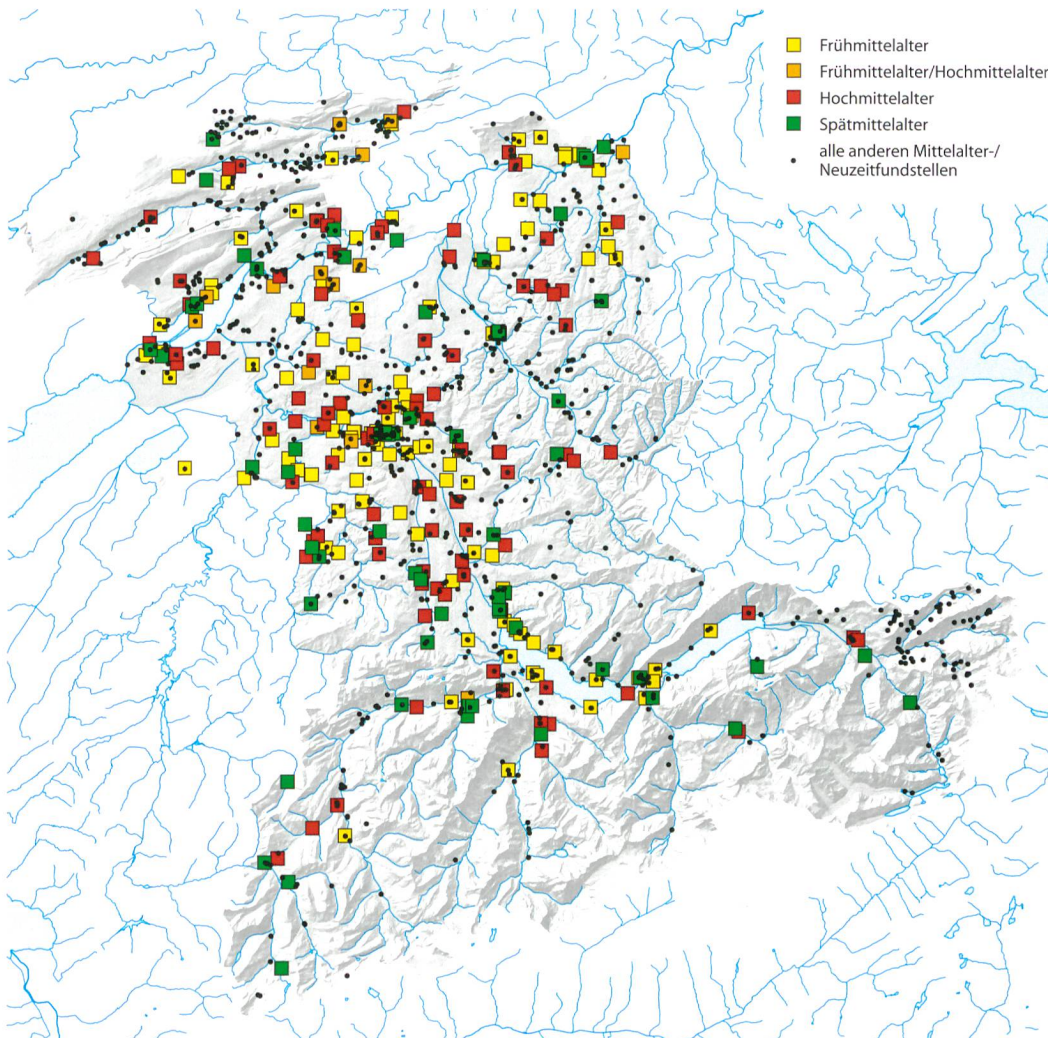 Frühmittelalter
Frühmittelalter/Hochmittelalter
Hochmittelalter
Spätmittelalter
alle anderen Mittelalter-/
Neuzeitfundstellen